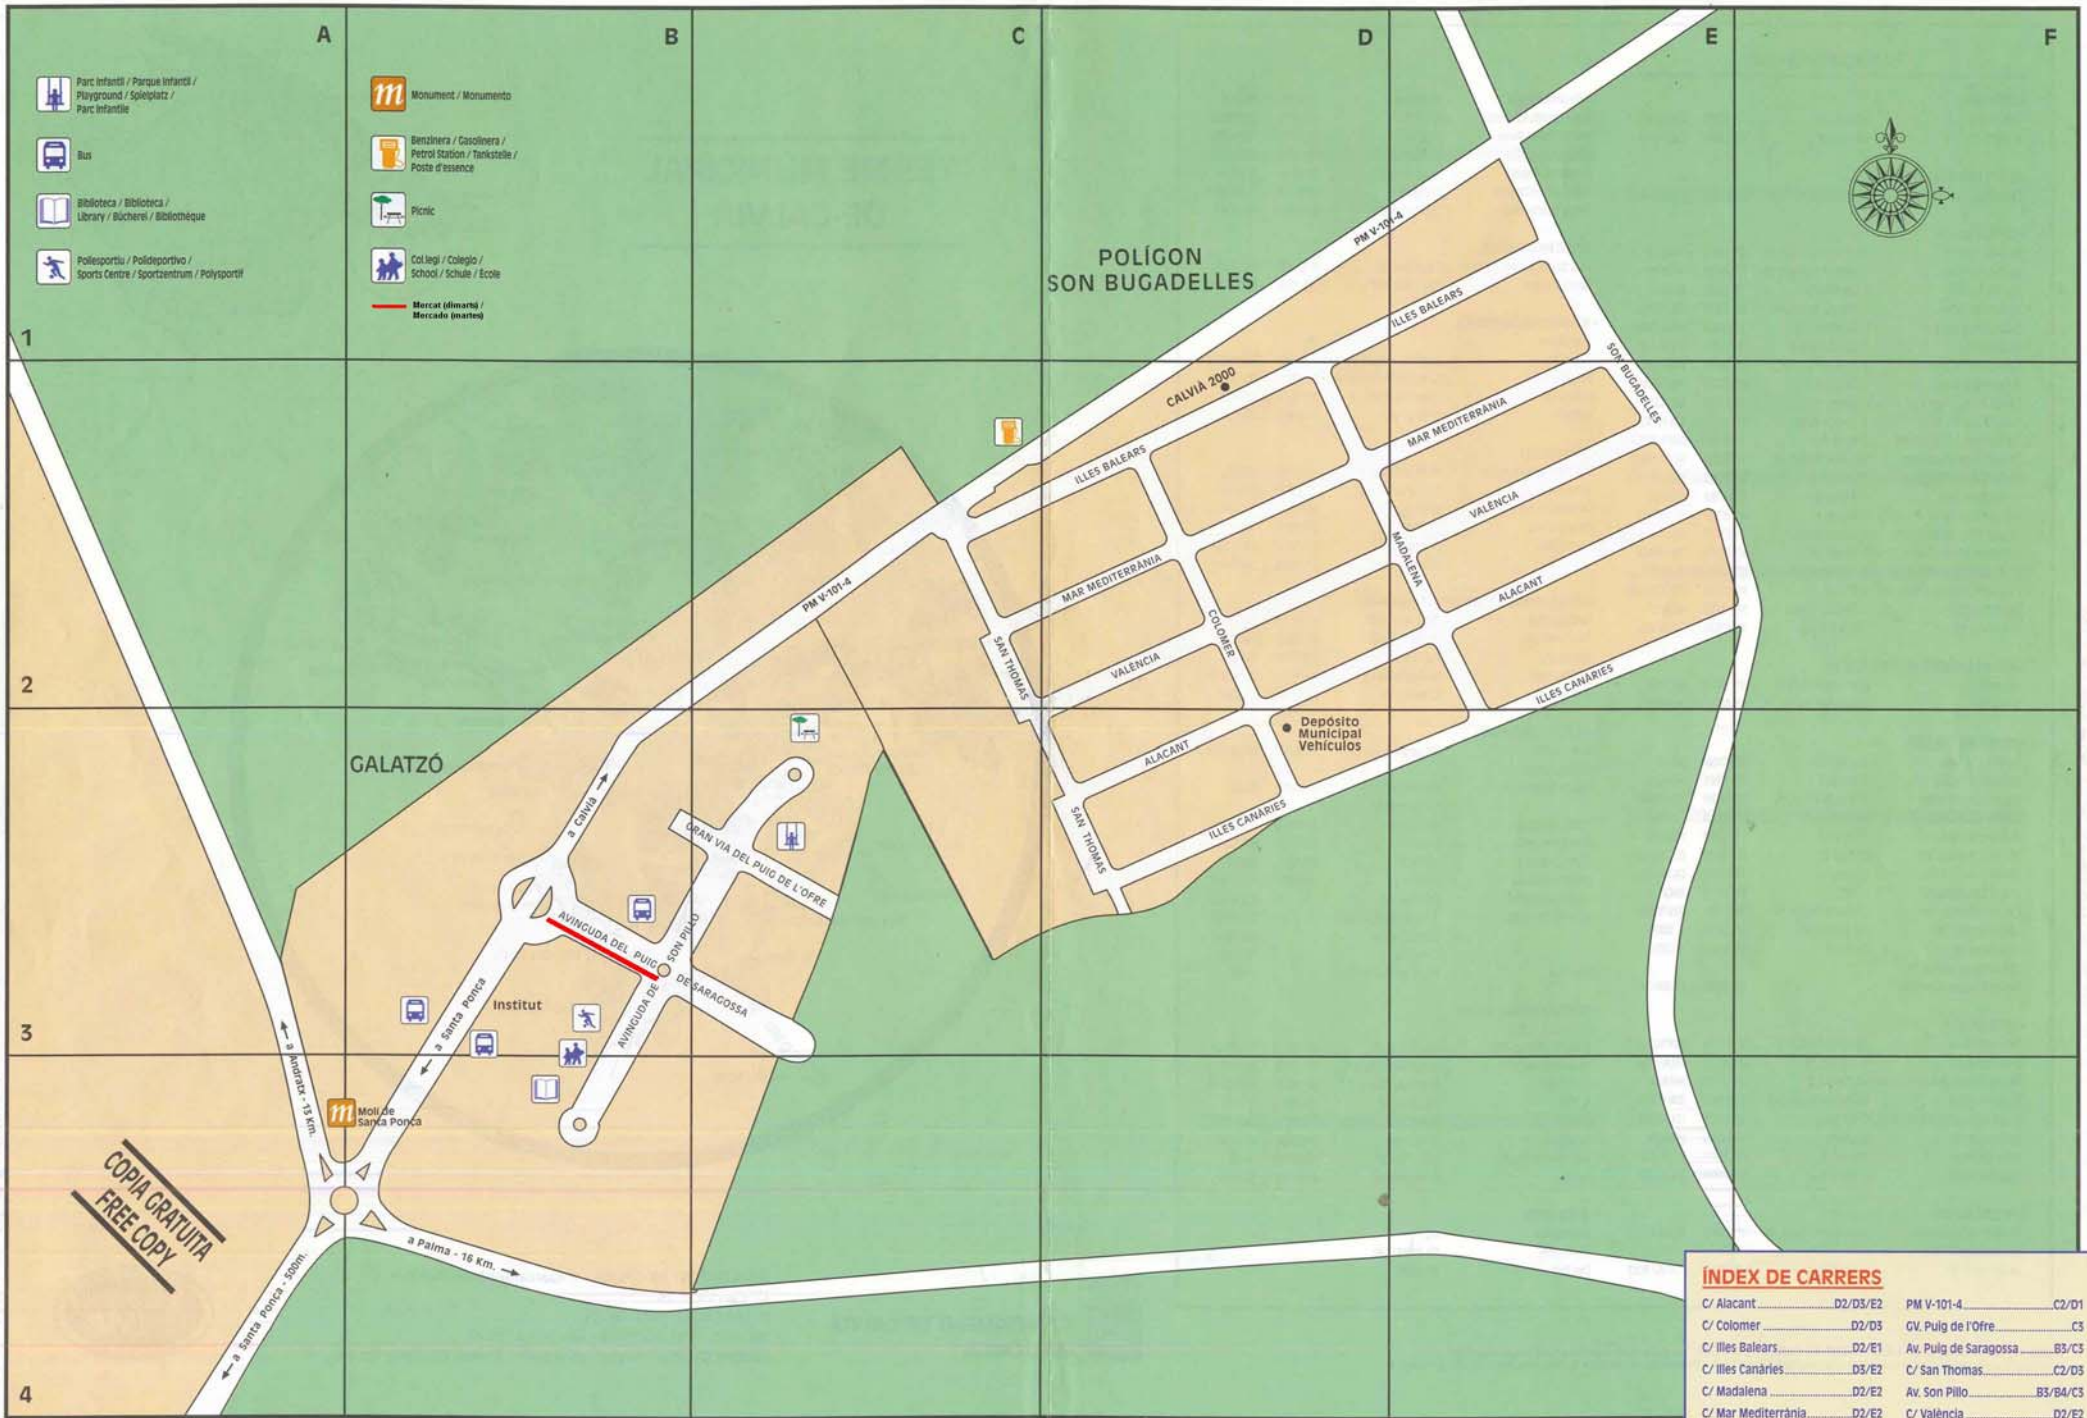 A
B
C
D
E
F
Parc Infantil / Parque Infantil /
Playground / Spielplatz /
Parc Infantile
Bus
Biblioteca / Biblioteca /
Library / Bücherei / Bibliothèque
Poliesportiu / Polideportivo /
Sports Centre / Sportzentrum / Polysportif
m Monument / Monumento
Benzinera / Gasolinera /
Petrol Station / Tankstelle /
Poste d'essence
Picnic
Col.legi / Colegio /
School / Schule / École
Mercat (dimarts) /
Mercado (martes)
1
2
3
4
POLÍGON
SON BUGADELLES
PM V-101-4
ILLES BALEARS
SON BUGADELLES
CALVIÀ 2000
MAR MEDITERRÀNIA
ILLES BALEARS
VALÈNCIA
MADALENA
MAR MEDITERRÀNIA
PM V-101-4
ALACANT
COLOMER
SAN THOMAS
VALÈNCIA
ILLES CANÀRIES
Depósito
Municipal
Vehículos
ALACANT
GALATZÓ
a Calvià
SAN THOMAS
ILLES CANÀRIES
GRAN VIA DEL PUIG DE L'OFRE
AVINGUDA DEL PUIG DE SARAGOSSA
AVINGUDA DE SON PILLO
Institut
a Santa Ponça
a Andratx - 13 Km.
m Molí de
Santa Ponça
COPIA GRATUITA
FREE COPY
a Palma - 16 Km.
a Santa Ponça - 500m.
ÍNDEX DE CARRERS
C/ Alacant D2/D3/E2
C/ Colomer D2/D3
C/ Illes Balears D2/E1
C/ Illes Canàries D3/E2
C/ Madalena D2/E2
C/ Mar Mediterrània D2/E2
PM V-101-4 C2/D1
GV. Puig de l'Ofre C3
Av. Puig de Saragossa B3/C3
C/ San Thomas C2/D3
Av. Son Pillo B3/B4/C3
C/ València D2/E2